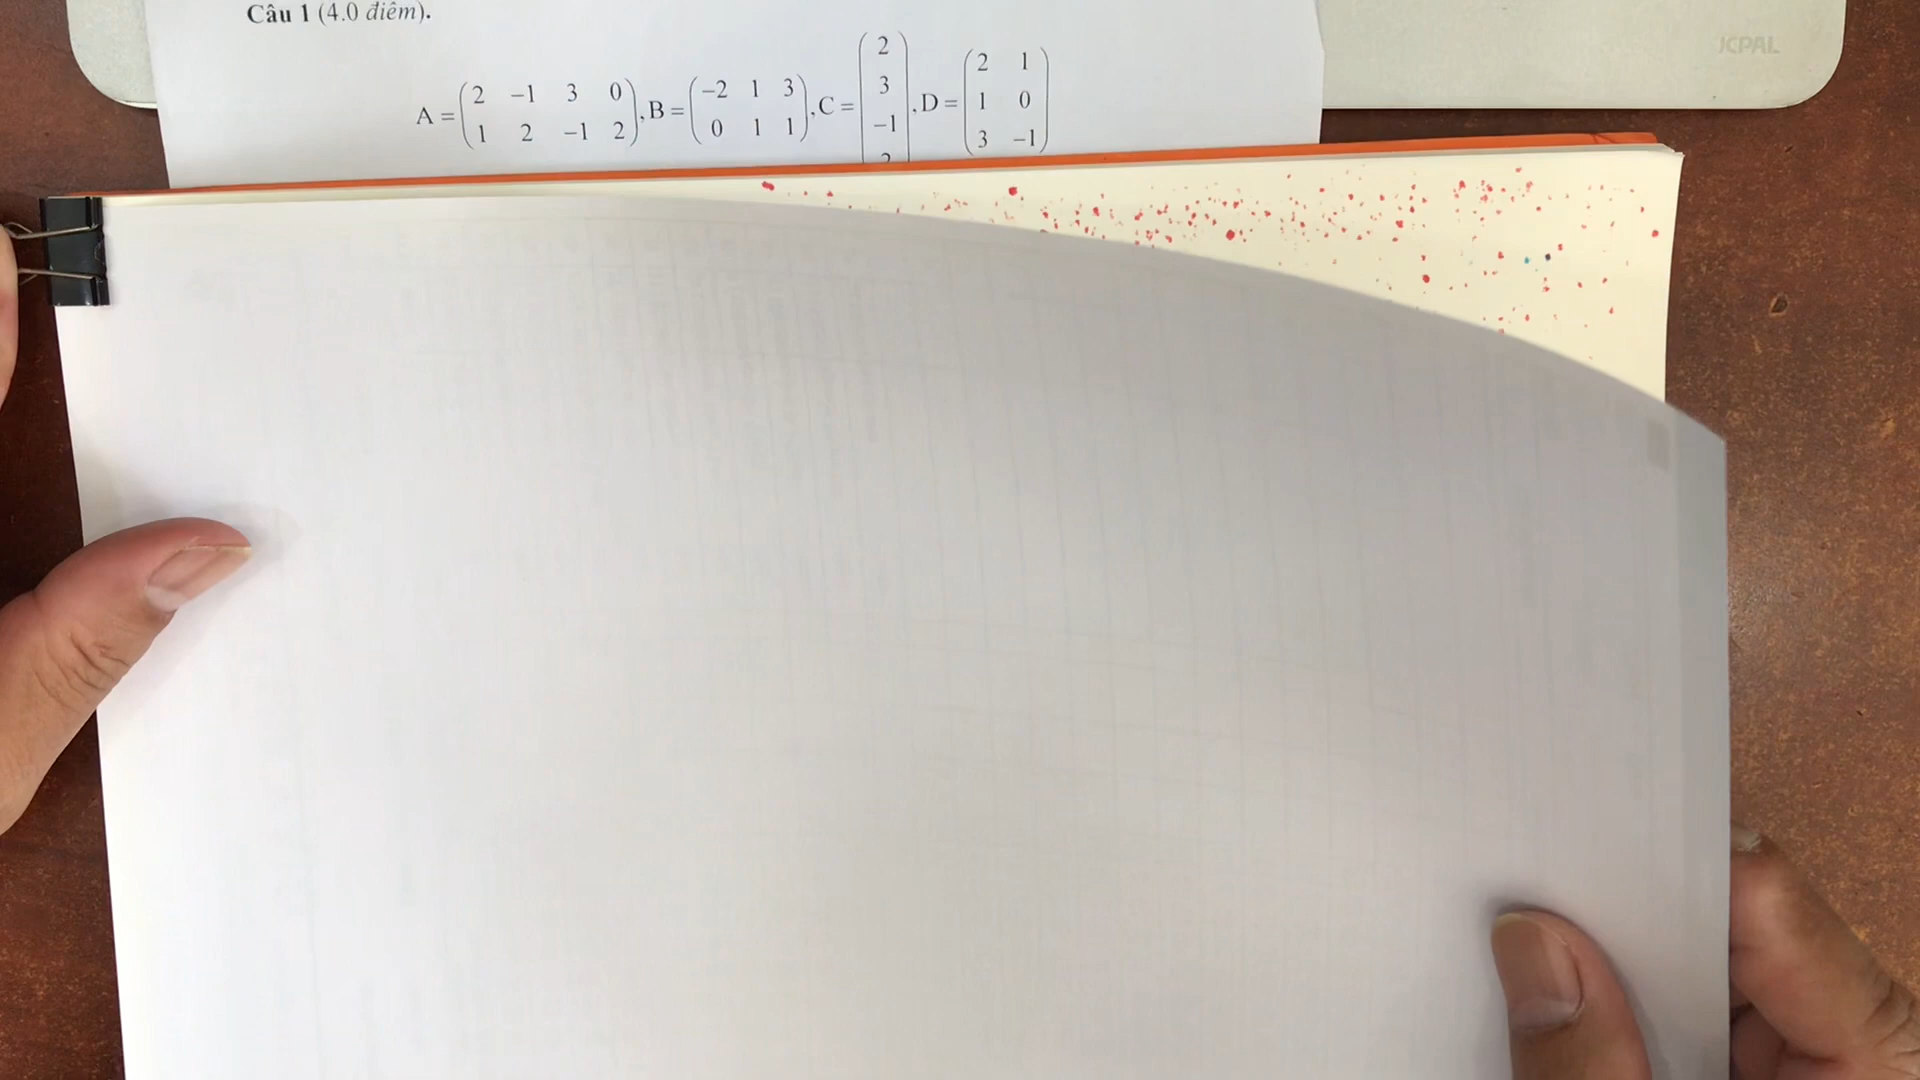 Câu 1 (4.0 điểm).
A = (2 −1 3 0; 1 2 −1 2), B = (−2 1 3; 0 1 1), C = (2; 3; −1; 2), D = (2 1; 1 0; 3 −1)
JCPAL